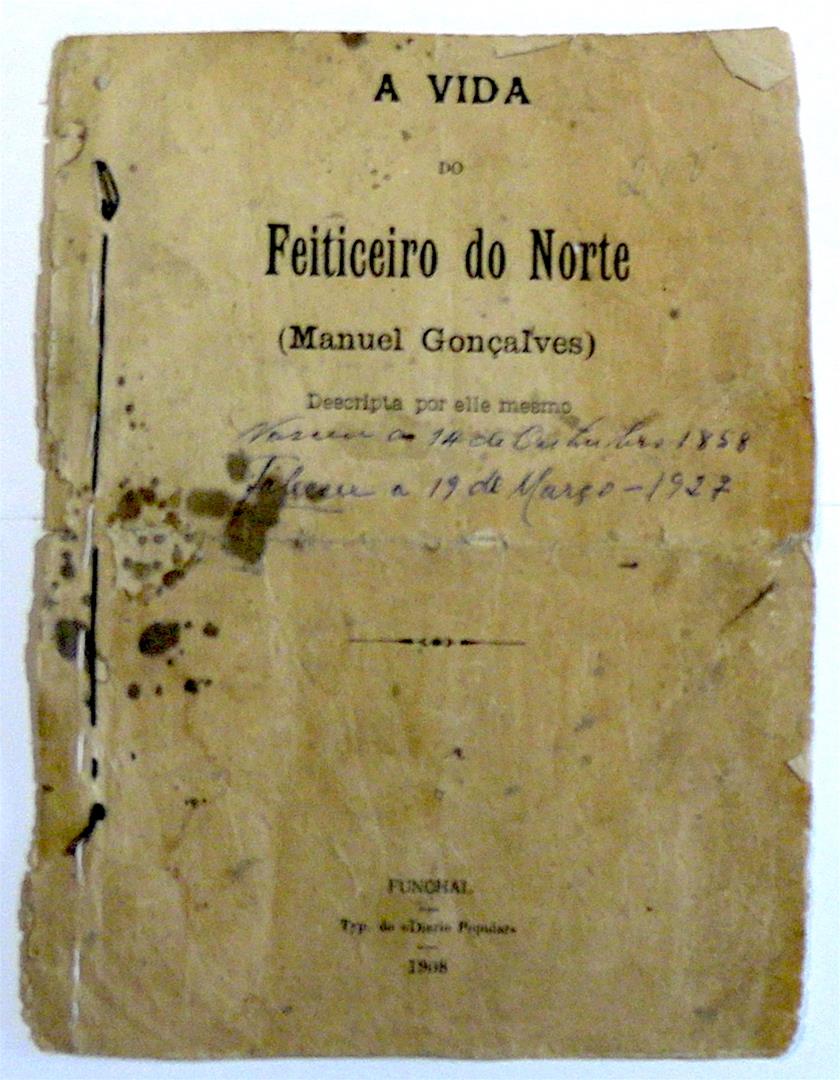 A VIDA
DO
Feiticeiro do Norte
(Manuel Gonçalves)
Descripta por elle mesmo
Nasceu a 14 de Outubro 1858
Faleceu a 19 de Março - 1927
FUNCHAL
Typ. do «Diario Popular»
1908